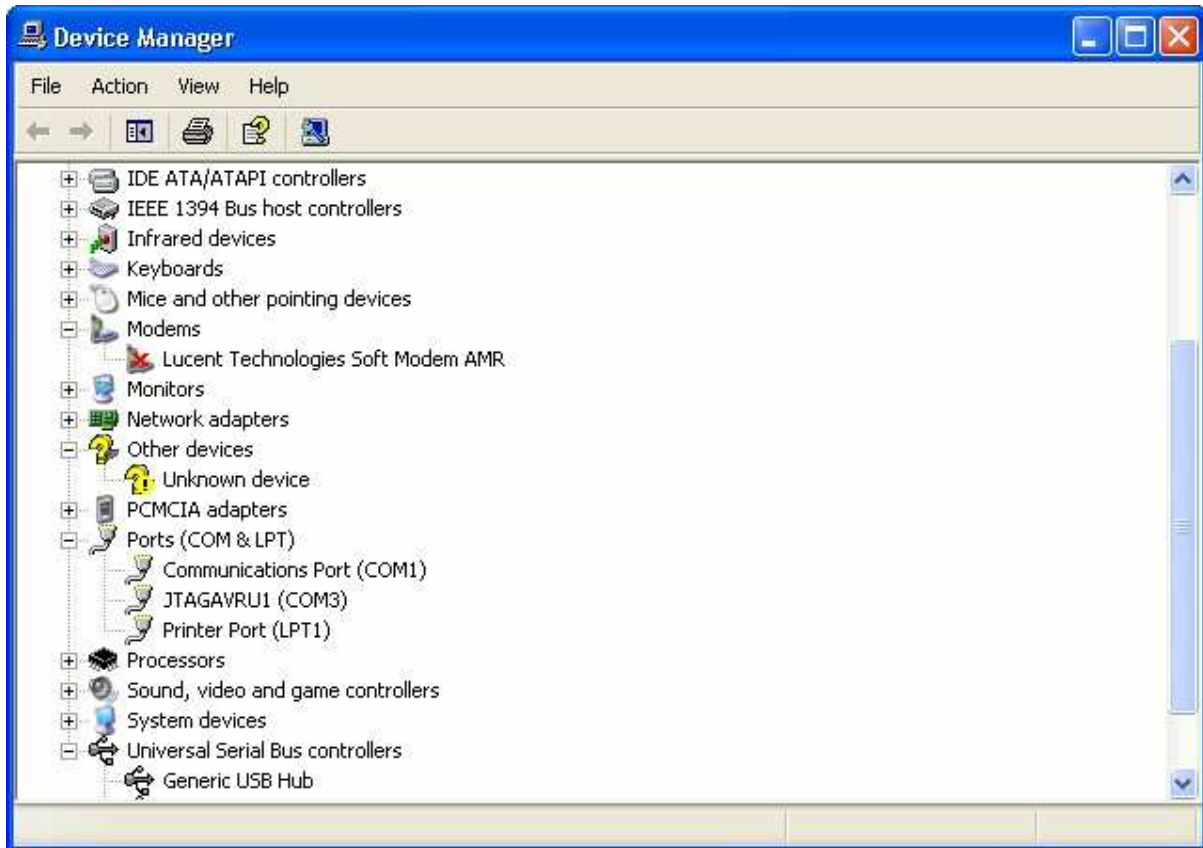 Device Manager
File Action View Help
IDE ATA/ATAPI controllers
IEEE 1394 Bus host controllers
Infrared devices
Keyboards
Mice and other pointing devices
Modems
Lucent Technologies Soft Modem AMR
Monitors
Network adapters
Other devices
Unknown device
PCMCIA adapters
Ports (COM & LPT)
Communications Port (COM1)
JTAGAVRU1 (COM3)
Printer Port (LPT1)
Processors
Sound, video and game controllers
System devices
Universal Serial Bus controllers
Generic USB Hub